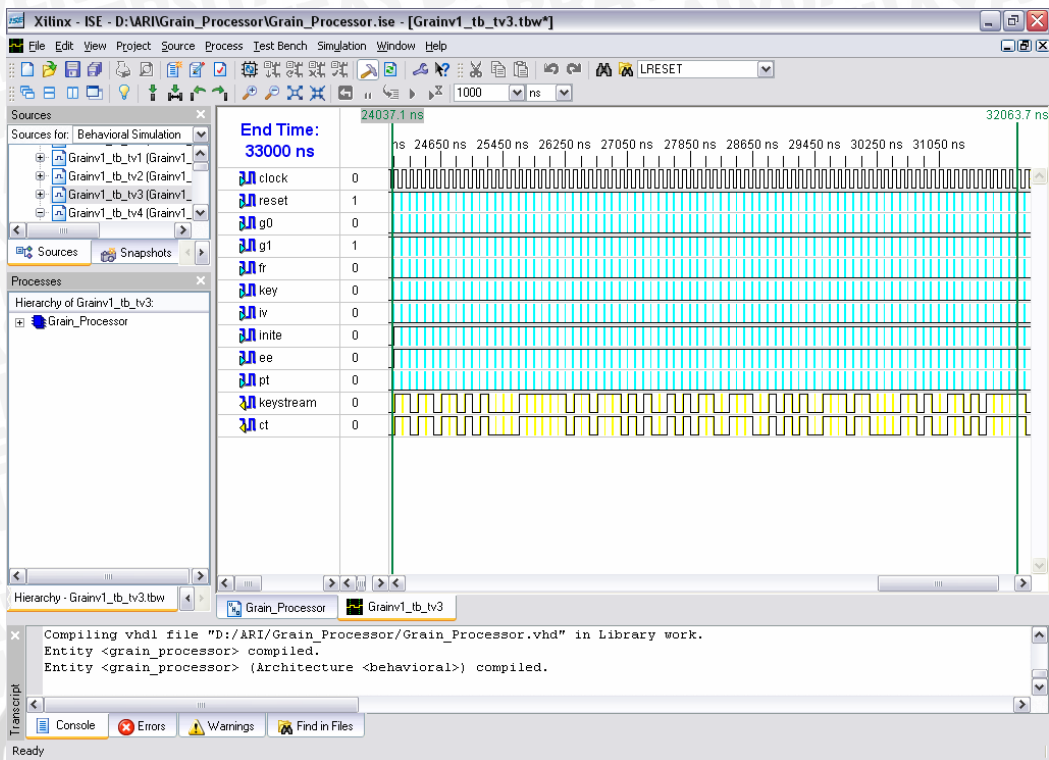 Xilinx - ISE - D:\ARI\Grain_Processor\Grain_Processor.ise - [Grainv1_tb_tv3.tbw*]
File Edit View Project Source Process Test Bench Simulation Window Help
LRESET
1000 ns
Sources
Sources for: Behavioral Simulation
Grainv1_tb_tv1 (Grainv1_
Grainv1_tb_tv2 (Grainv1_
Grainv1_tb_tv3 (Grainv1_
Grainv1_tb_tv4 (Grainv1_
Sources Snapshots
Processes
Hierarchy of Grainv1_tb_tv3:
Grain_Processor
Hierarchy - Grainv1_tb_tv3.tbw
24037.1 ns 32063.7 ns
End Time:
33000 ns
ns 24650 ns 25450 ns 26250 ns 27050 ns 27850 ns 28650 ns 29450 ns 30250 ns 31050 ns
clock 0
reset 1
g0 0
g1 1
fr 0
key 0
iv 0
inite 0
ee 0
pt 0
keystream 0
ct 0
Grain_Processor Grainv1_tb_tv3
Compiling vhdl file "D:/ARI/Grain_Processor/Grain_Processor.vhd" in Library work.
Entity <grain_processor> compiled.
Entity <grain_processor> (Architecture <behavioral>) compiled.
Transcript
Console Errors Warnings Find in Files
Ready